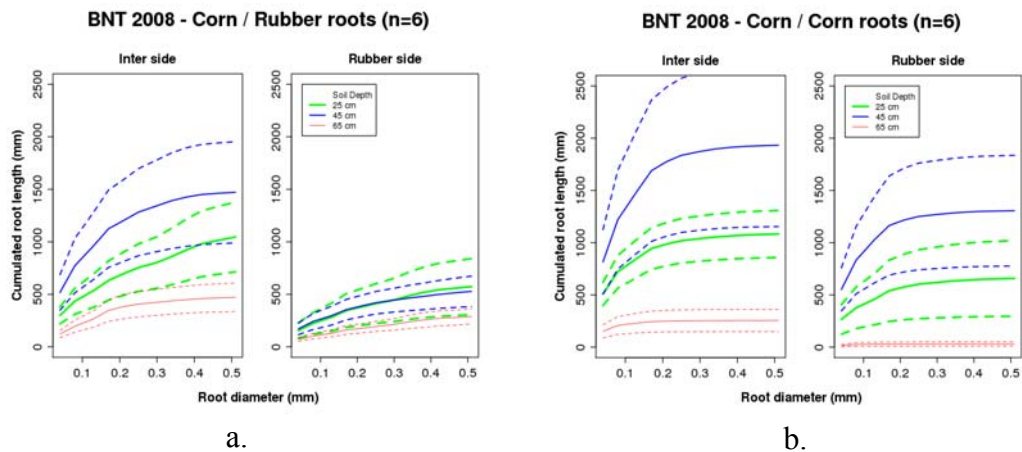 BNT 2008 - Corn / Rubber roots (n=6)
Inter side
Rubber side
Cumulated root length (mm)
2500
2000
1500
1000
500
0
Soil Depth
25 cm
45 cm
65 cm
0.1 0.2 0.3 0.4 0.5
0.1 0.2 0.3 0.4 0.5
Root diameter (mm)
a.
BNT 2008 - Corn / Corn roots (n=6)
Inter side
Rubber side
Cumulated root length (mm)
2500
2000
1500
1000
500
0
Soil Depth
25 cm
45 cm
65 cm
0.1 0.2 0.3 0.4 0.5
0.1 0.2 0.3 0.4 0.5
Root diameter (mm)
b.